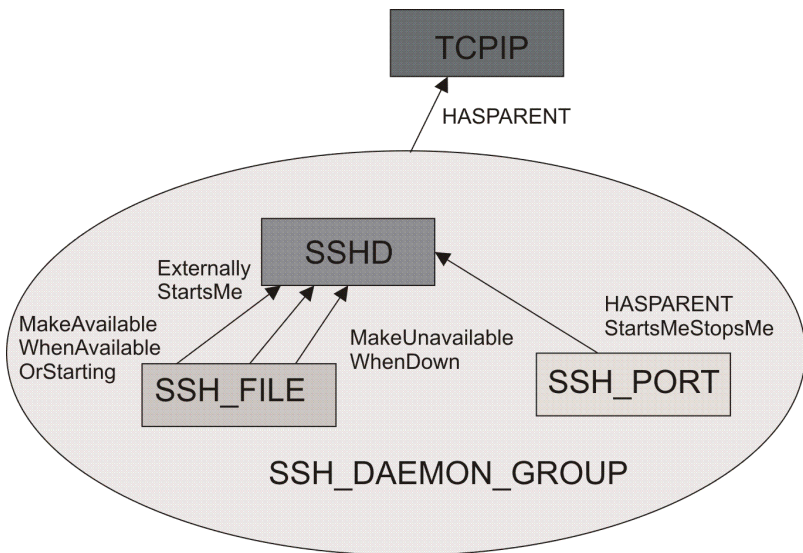 TCPIP
HASPARENT
SSHD
Externally
StartsMe
MakeAvailable
WhenAvailable
OrStarting
MakeUnavailable
WhenDown
HASPARENT
StartsMeStopsMe
SSH_FILE
SSH_PORT
SSH_DAEMON_GROUP